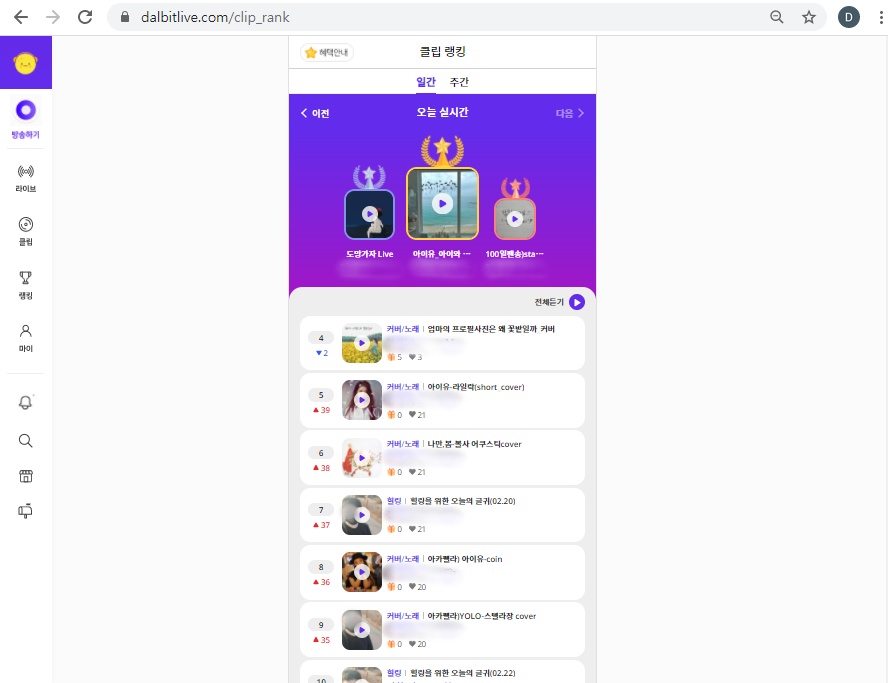 dalbitlive.com/clip_rank
D
혜택안내
클립 랭킹
일간 주간
방송하기
라이브
클립
랭킹
마이
이전
오늘 실시간
다음
도망가자 Live
아이유_아이와 ···
100일팬송)sta···
전체듣기
4
2
커버/노래 | 엄마의 프로필사진은 왜 꽃밭일까_커버
5 3
5
39
커버/노래 | 아이유-라일락(short_cover)
0 21
6
38
커버/노래 | 나만,봄-볼사 어쿠스틱cover
0 21
7
37
힐링 | 힐링을 위한 오늘의 글귀(02.20)
0 21
8
36
커버/노래 | 아카펠라) 아이유-coin
0 20
9
35
커버/노래 | 아카펠라)YOLO-스텔라장 cover
0 20
10
힐링 | 힐링을 위한 오늘의 글귀(02.22)